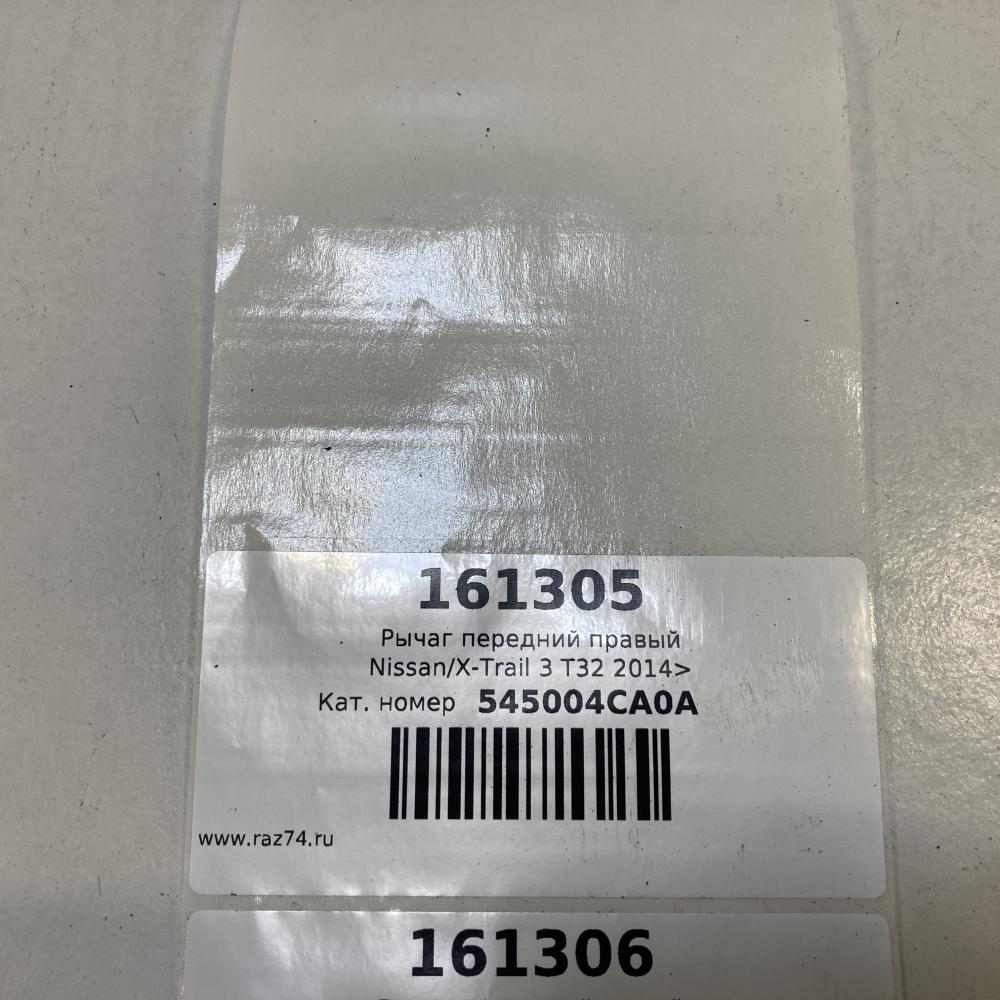 161305
Рычаг передний правый
Nissan/X-Trail 3 T32 2014>
Кат. номер 545004CA0A
www.raz74.ru
161306